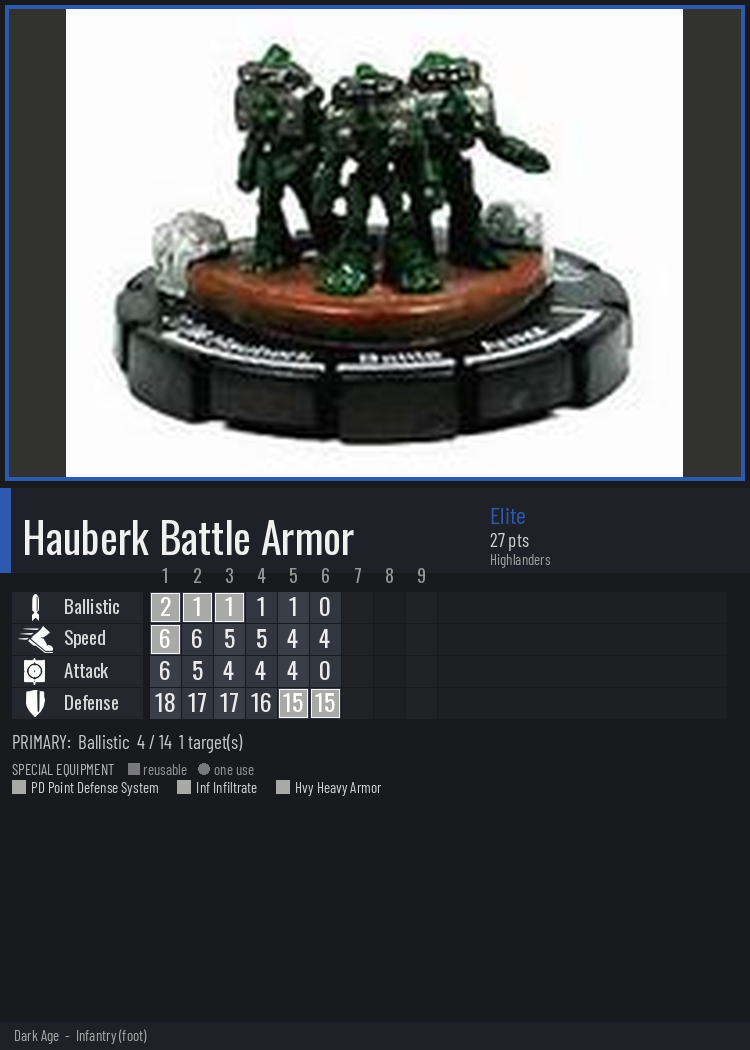 Battle Armor
Hauberk Battle Armor
Elite
27 pts
Highlanders
1 2 3 4 5 6 7 8 9
Ballistic 2 1 1 1 1 0
Speed 6 6 5 5 4 4
Attack 6 5 4 4 4 0
Defense 18 17 17 16 15 15
PRIMARY: Ballistic 4 / 14 1 target(s)
SPECIAL EQUIPMENT reusable one use
PD Point Defense System Inf Infiltrate Hvy Heavy Armor
Dark Age - Infantry (foot)